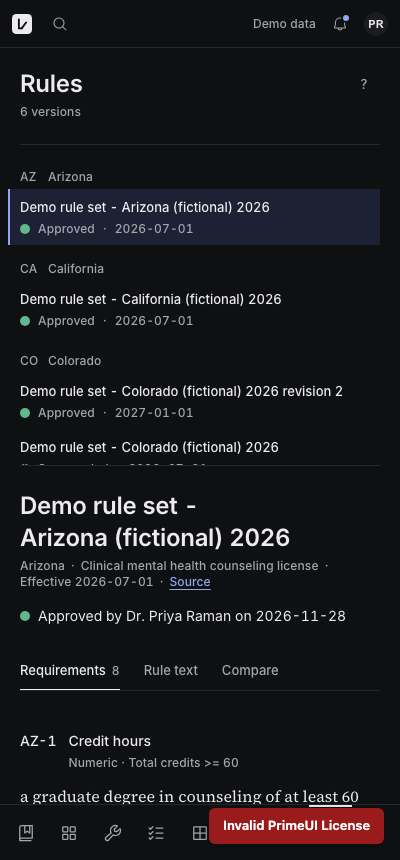 Demo data
PR
Rules
?
6 versions
AZ Arizona
Demo rule set - Arizona (fictional) 2026
Approved · 2026-07-01
CA California
Demo rule set - California (fictional) 2026
Approved · 2026-07-01
CO Colorado
Demo rule set - Colorado (fictional) 2026 revision 2
Approved · 2027-01-01
Demo rule set - Colorado (fictional) 2026
Demo rule set -
Arizona (fictional) 2026
Arizona · Clinical mental health counseling license ·
Effective 2026-07-01 · Source
Approved by Dr. Priya Raman on 2026-11-28
Requirements 8 Rule text Compare
AZ-1 Credit hours
Numeric · Total credits >= 60
a graduate degree in counseling of at least 60
Invalid PrimeUI License